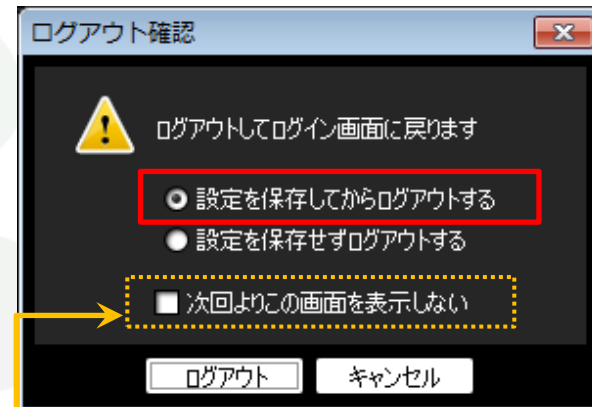 ログアウト確認
ログアウトしてログイン画面に戻ります
設定を保存してからログアウトする
設定を保存せずログアウトする
次回よりこの画面を表示しない
ログアウト
キャンセル